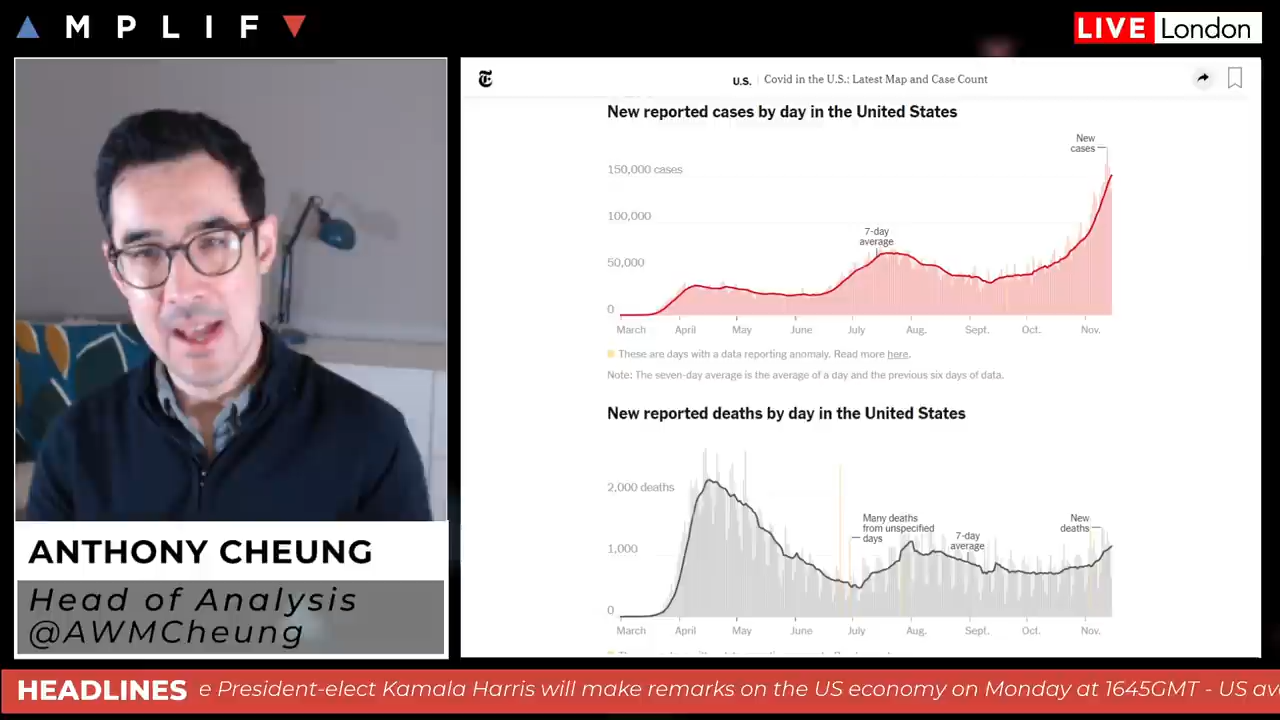 MPLIF
LIVE London
U.S. Covid in the U.S.: Latest Map and Case Count
New reported cases by day in the United States
New
cases
150,000 cases
100,000
7-day
average
50,000
0
March April May June July Aug. Sept. Oct. Nov.
These are days with a data reporting anomaly. Read more here.
Note: The seven-day average is the average of a day and the previous six days of data.
New reported deaths by day in the United States
2,000 deaths
Many deaths
from unspecified
days
7-day
average
New
deaths
1,000
0
March April May June July Aug. Sept. Oct. Nov.
ANTHONY CHEUNG
Head of Analysis
@AWMCheung
HEADLINES e President-elect Kamala Harris will make remarks on the US economy on Monday at 1645GMT - US av